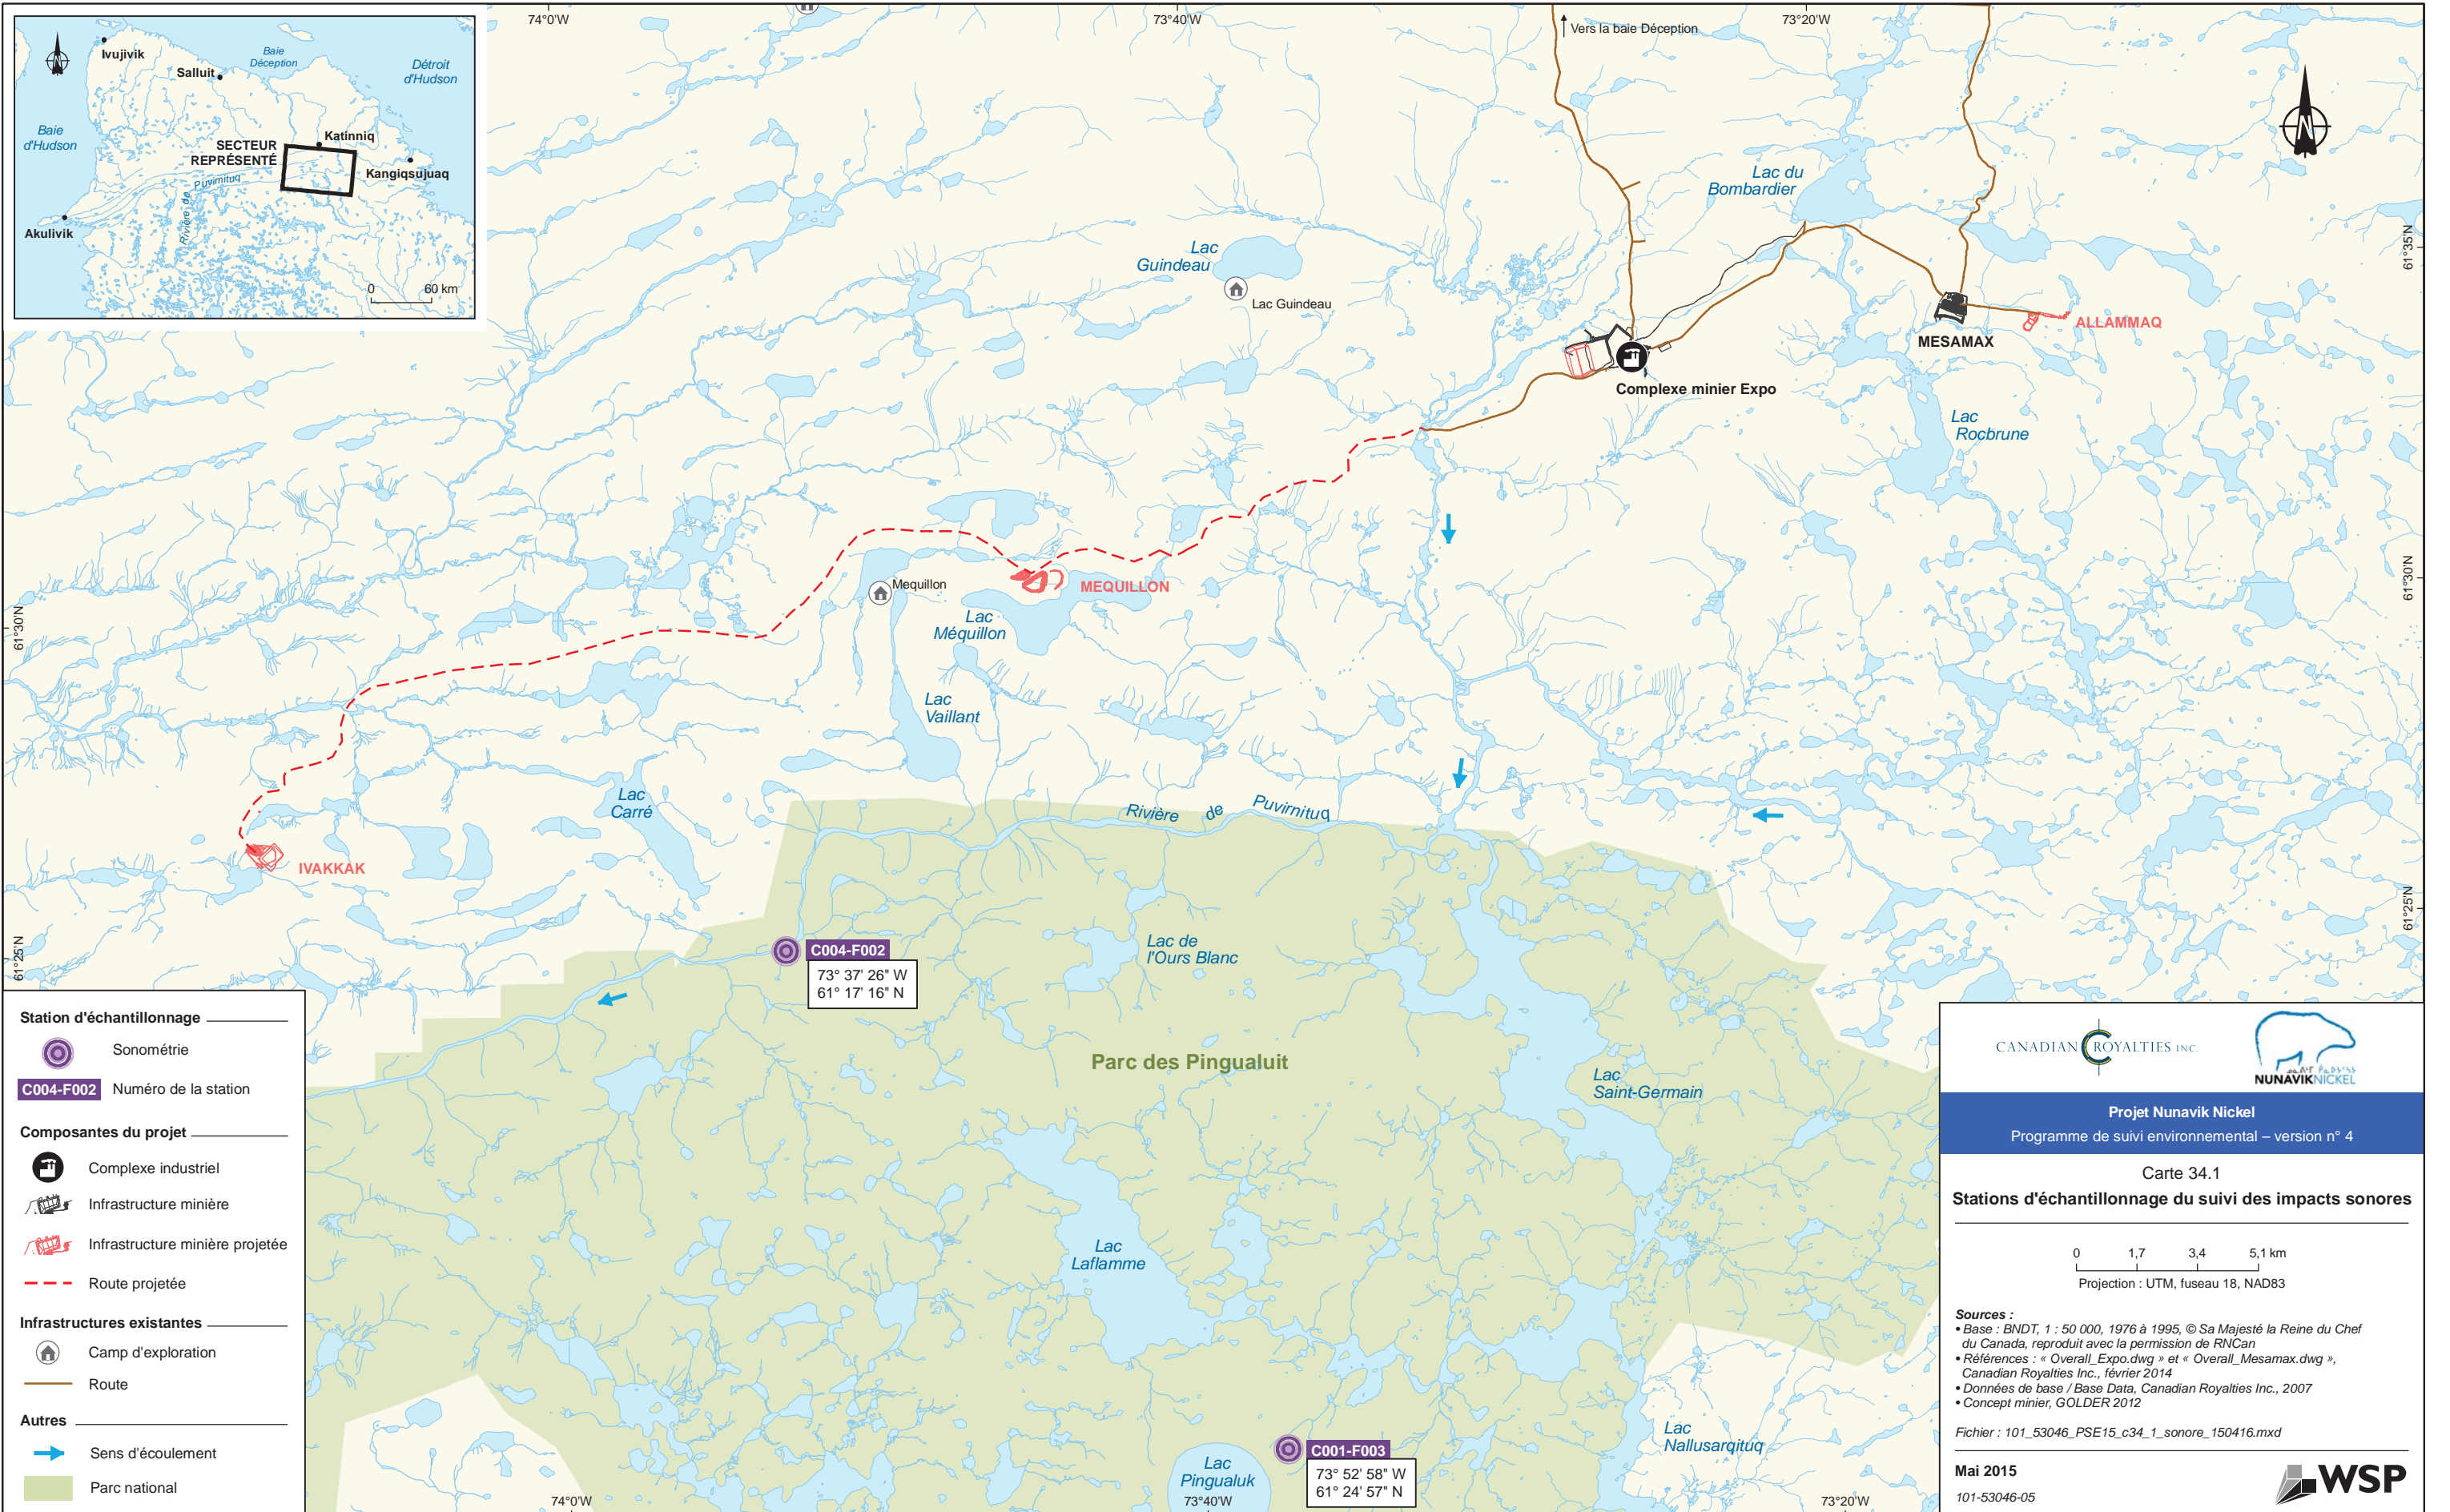 74°0'W
73°40'W
73°20'W
Vers la baie Déception
Ivujivik
Salluit
Baie
Déception
Détroit
d'Hudson
Baie
d'Hudson
Katinniq
SECTEUR
REPRÉSENTÉ
Kangiqsujuaq
Rivière de Puvirnituq
Akulivik
0 60 km
Lac du
Bombardier
61°35'N
Lac
Guindeau
Lac Guindeau
MESAMAX
ALLAMMAQ
Complexe minier Expo
Lac
Rocbrune
Mequillon
MEQUILLON
61°30'N
61°30'N
Lac
Méquillon
Lac
Vaillant
Lac
Carré
Rivière de Puvirnituq
IVAKKAK
61°25'N
61°25'N
C004-F002
73° 37' 26" W
61° 17' 16" N
Lac de
l'Ours Blanc
Parc des Pingualuit
Lac
Saint-Germain
Lac
Laflamme
Lac
Nallusarqituq
Lac
Pingualuk
C001-F003
73° 52' 58" W
61° 24' 57" N
74°0'W
73°40'W
73°20'W
Station d'échantillonnage
Sonométrie
C004-F002 Numéro de la station
Composantes du projet
Complexe industriel
Infrastructure minière
Infrastructure minière projetée
Route projetée
Infrastructures existantes
Camp d'exploration
Route
Autres
Sens d'écoulement
Parc national
CANADIAN ROYALTIES INC.
NUNAVIKNICKEL
Projet Nunavik Nickel
Programme de suivi environnemental – version n° 4
Carte 34.1
Stations d'échantillonnage du suivi des impacts sonores
0 1,7 3,4 5,1 km
Projection : UTM, fuseau 18, NAD83
Sources :
• Base : BNDT, 1 : 50 000, 1976 à 1995, © Sa Majesté la Reine du Chef
du Canada, reproduit avec la permission de RNCan
• Références : « Overall_Expo.dwg » et « Overall_Mesamax.dwg »,
Canadian Royalties Inc., février 2014
• Données de base / Base Data, Canadian Royalties Inc., 2007
• Concept minier, GOLDER 2012
Fichier : 101_53046_PSE15_c34_1_sonore_150416.mxd
Mai 2015
101-53046-05
WSP